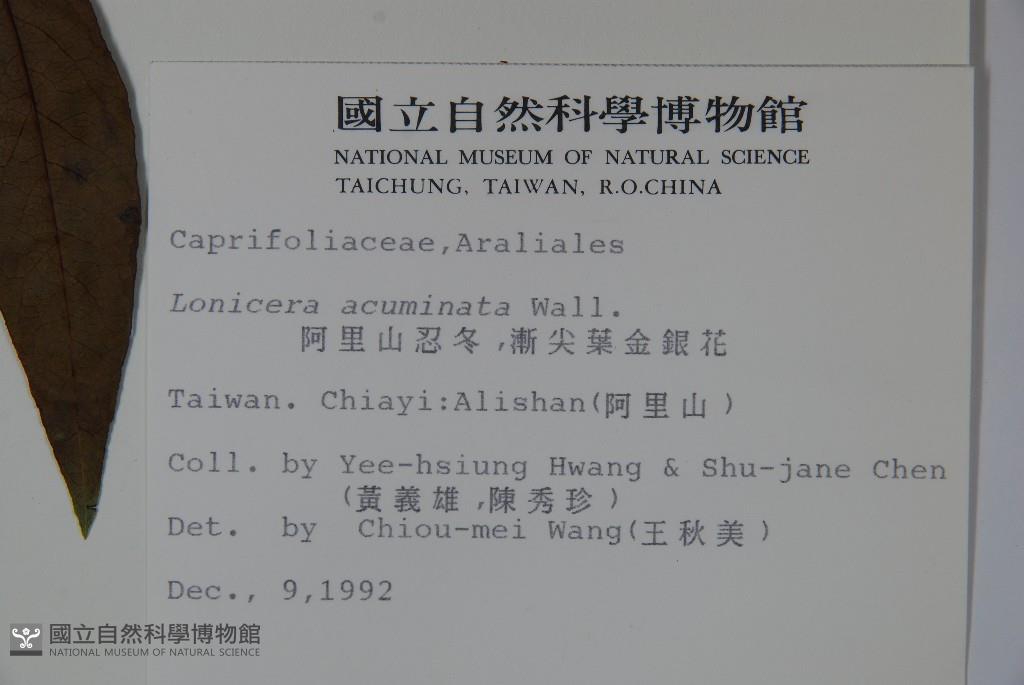 國立自然科學博物館
NATIONAL MUSEUM OF NATURAL SCIENCE
TAICHUNG, TAIWAN, R.O.CHINA
Caprifoliaceae,Araliales
Lonicera acuminata Wall.
阿里山忍冬,漸尖葉金銀花
Taiwan. Chiayi:Alishan(阿里山)
Coll. by Yee-hsiung Hwang & Shu-jane Chen
(黃義雄,陳秀珍)
Det. by Chiou-mei Wang(王秋美)
Dec., 9,1992
國立自然科學博物館
NATIONAL MUSEUM OF NATURAL SCIENCE